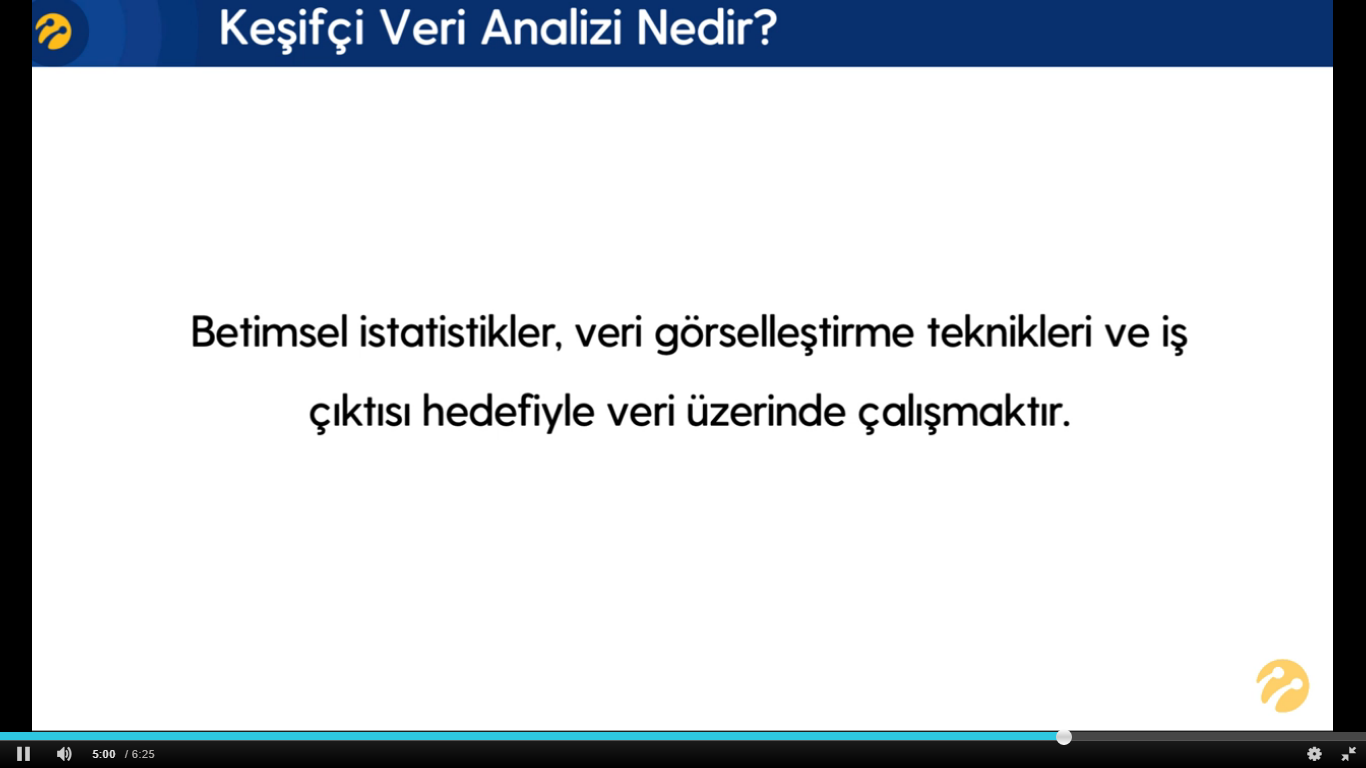 Keşifçi Veri Analizi Nedir?
Betimsel istatistikler, veri görselleştirme teknikleri ve iş
çıktısı hedefiyle veri üzerinde çalışmaktır.
5:00 / 6:25